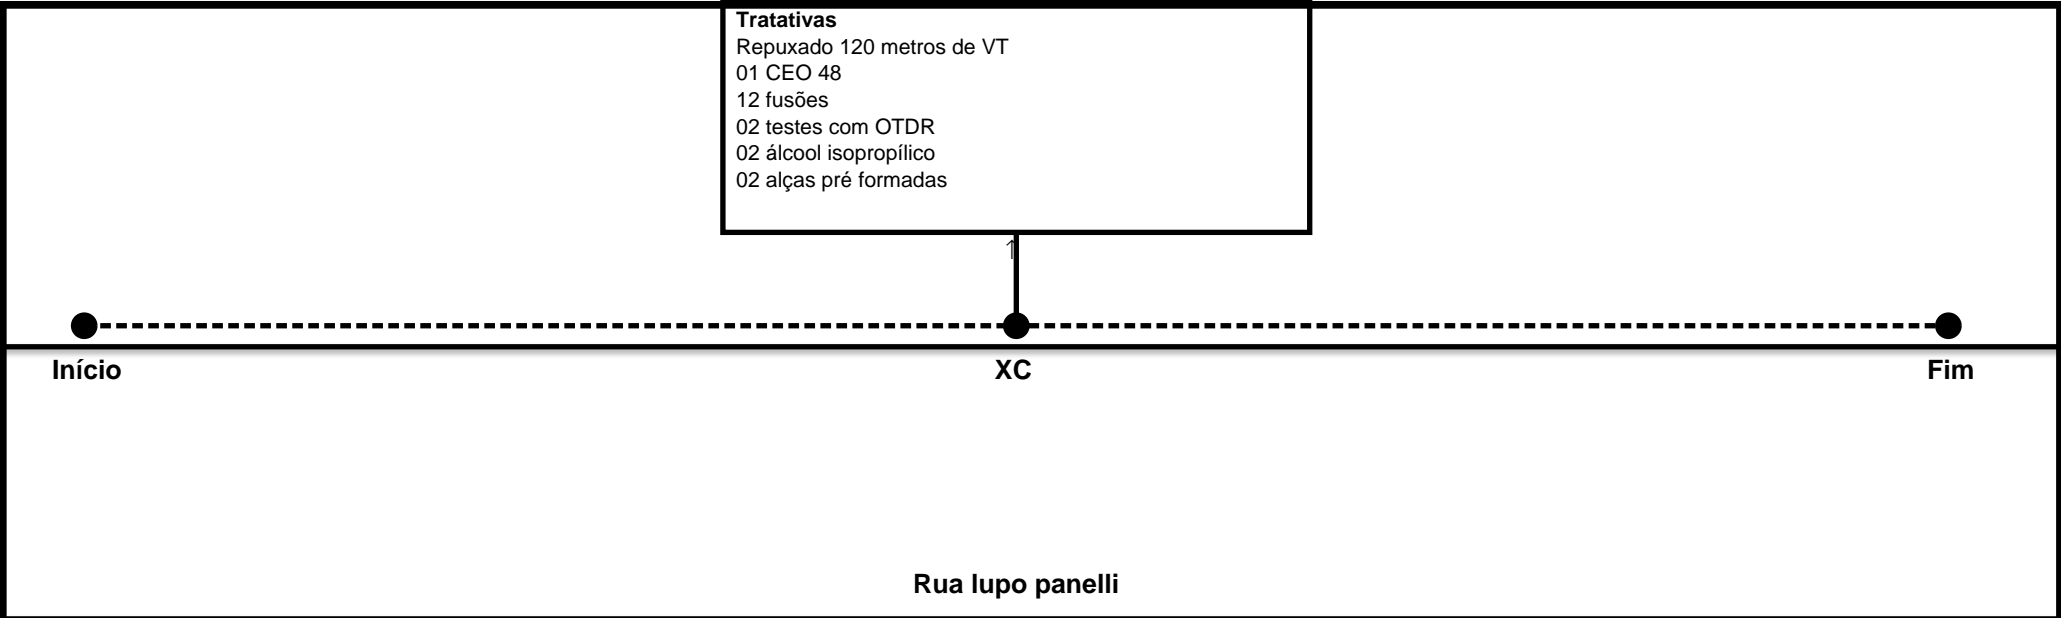 Tratativas
Repuxado 120 metros de VT
01 CEO 48
12 fusões
02 testes com OTDR
02 álcool isopropílico
02 alças pré formadas
↑
Início
XC
Fim
Rua lupo panelli